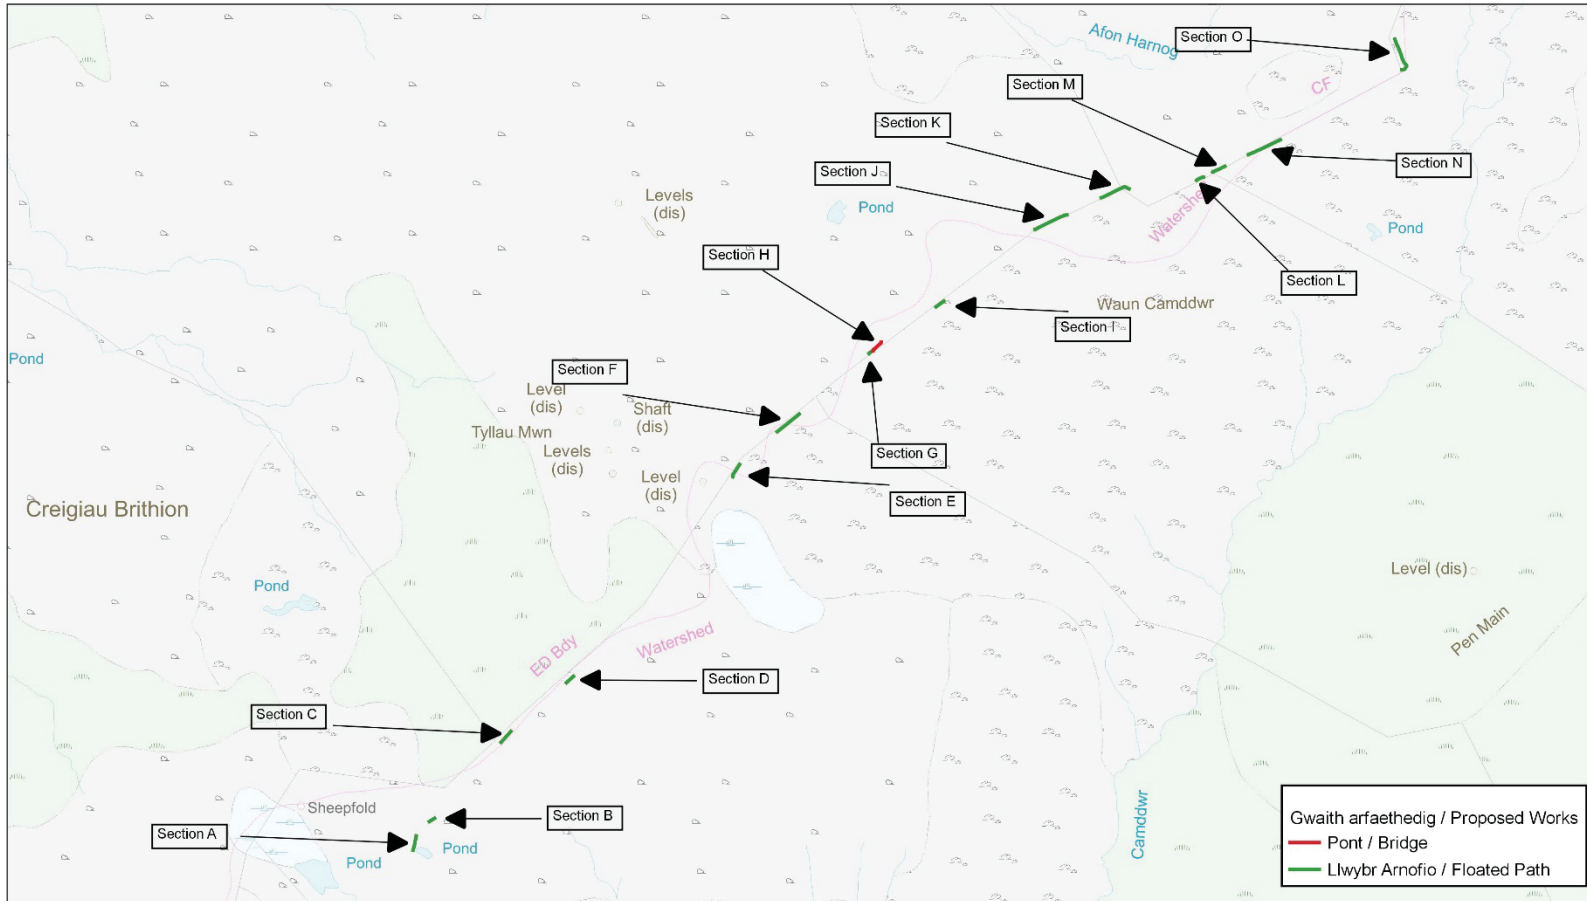 Afon Harnog
Section O
CF
Section M
Section K
Section N
Section J
Levels
(dis)
Pond
Watershed
Pond
Section H
Section L
Waun Camddwr
Section I
Pond
Section F
Level
(dis)
Shaft
(dis)
Tyllau Mwn
Levels
(dis)
Section G
Level
(dis)
Section E
Creigiau Brithion
Level (dis)
Pond
Pen Main
ED Bdy
Watershed
Section D
Section C
Sheepfold
Section B
Section A
Pond
Pond
Camddwr
Gwaith arfaethedig / Proposed Works
Pont / Bridge
Llwybr Arnofio / Floated Path